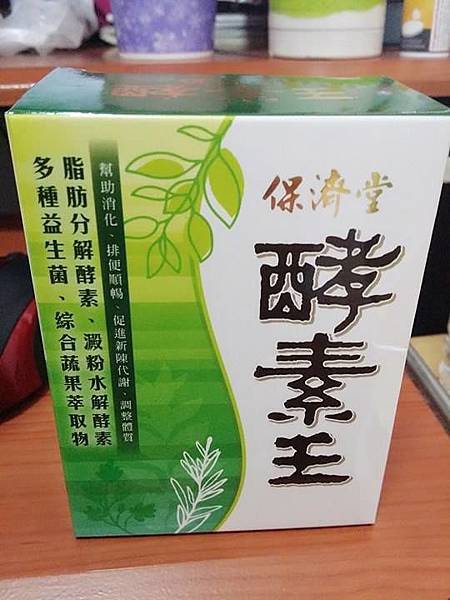 保濟堂
酵素王
幫助消化、排便順暢、促進新陳代謝、調整體質
脂肪分解酵素、澱粉水解酵素
多種益生菌、綜合蔬果萃取物